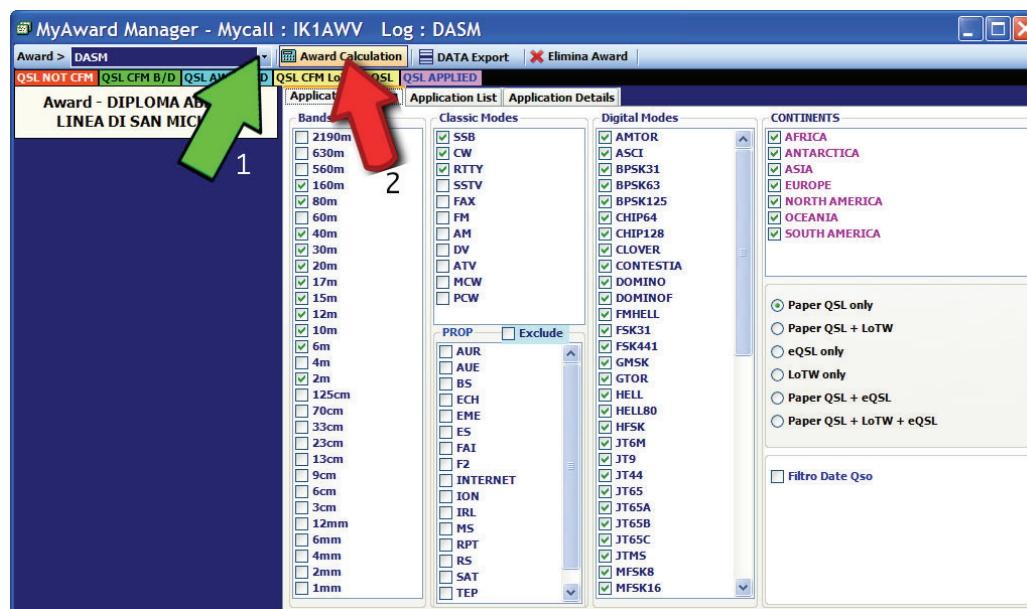 MyAward Manager - Mycall : IK1AWV Log : DASM
Award > DASM Award Calculation DATA Export Elimina Award
QSL NOT CFM QSL CFM B/D QSL AW D QSL CFM Lo QSL QSL APPLIED
Award - DIPLOMA AB
LINEA DI SAN MIC
1
2
Application List Application Details
Bands
2190m
630m
560m
160m
80m
60m
40m
30m
20m
17m
15m
12m
10m
6m
4m
2m
125cm
70cm
33cm
23cm
13cm
9cm
6cm
3cm
12mm
6mm
4mm
2mm
1mm
Classic Modes
SSB
CW
RTTY
SSTV
FAX
FM
AM
DV
ATV
MCW
PCW
PROP Exclude
AUR
AUE
BS
ECH
EME
ES
FAI
F2
INTERNET
ION
IRL
MS
RPT
RS
SAT
TEP
Digital Modes
AMTOR
ASCI
BPSK31
BPSK63
BPSK125
CHIP64
CHIP128
CLOVER
CONTESTIA
DOMINO
DOMINOF
FMHELL
FSK31
FSK441
GMSK
GTOR
HELL
HELL80
HFSK
JT6M
JT9
JT44
JT65
JT65A
JT65B
JT65C
JTMS
MFSK8
MFSK16
CONTINENTS
AFRICA
ANTARCTICA
ASIA
EUROPE
NORTH AMERICA
OCEANIA
SOUTH AMERICA
Paper QSL only
Paper QSL + LoTW
eQSL only
LoTW only
Paper QSL + eQSL
Paper QSL + LoTW + eQSL
Filtro Date Qso